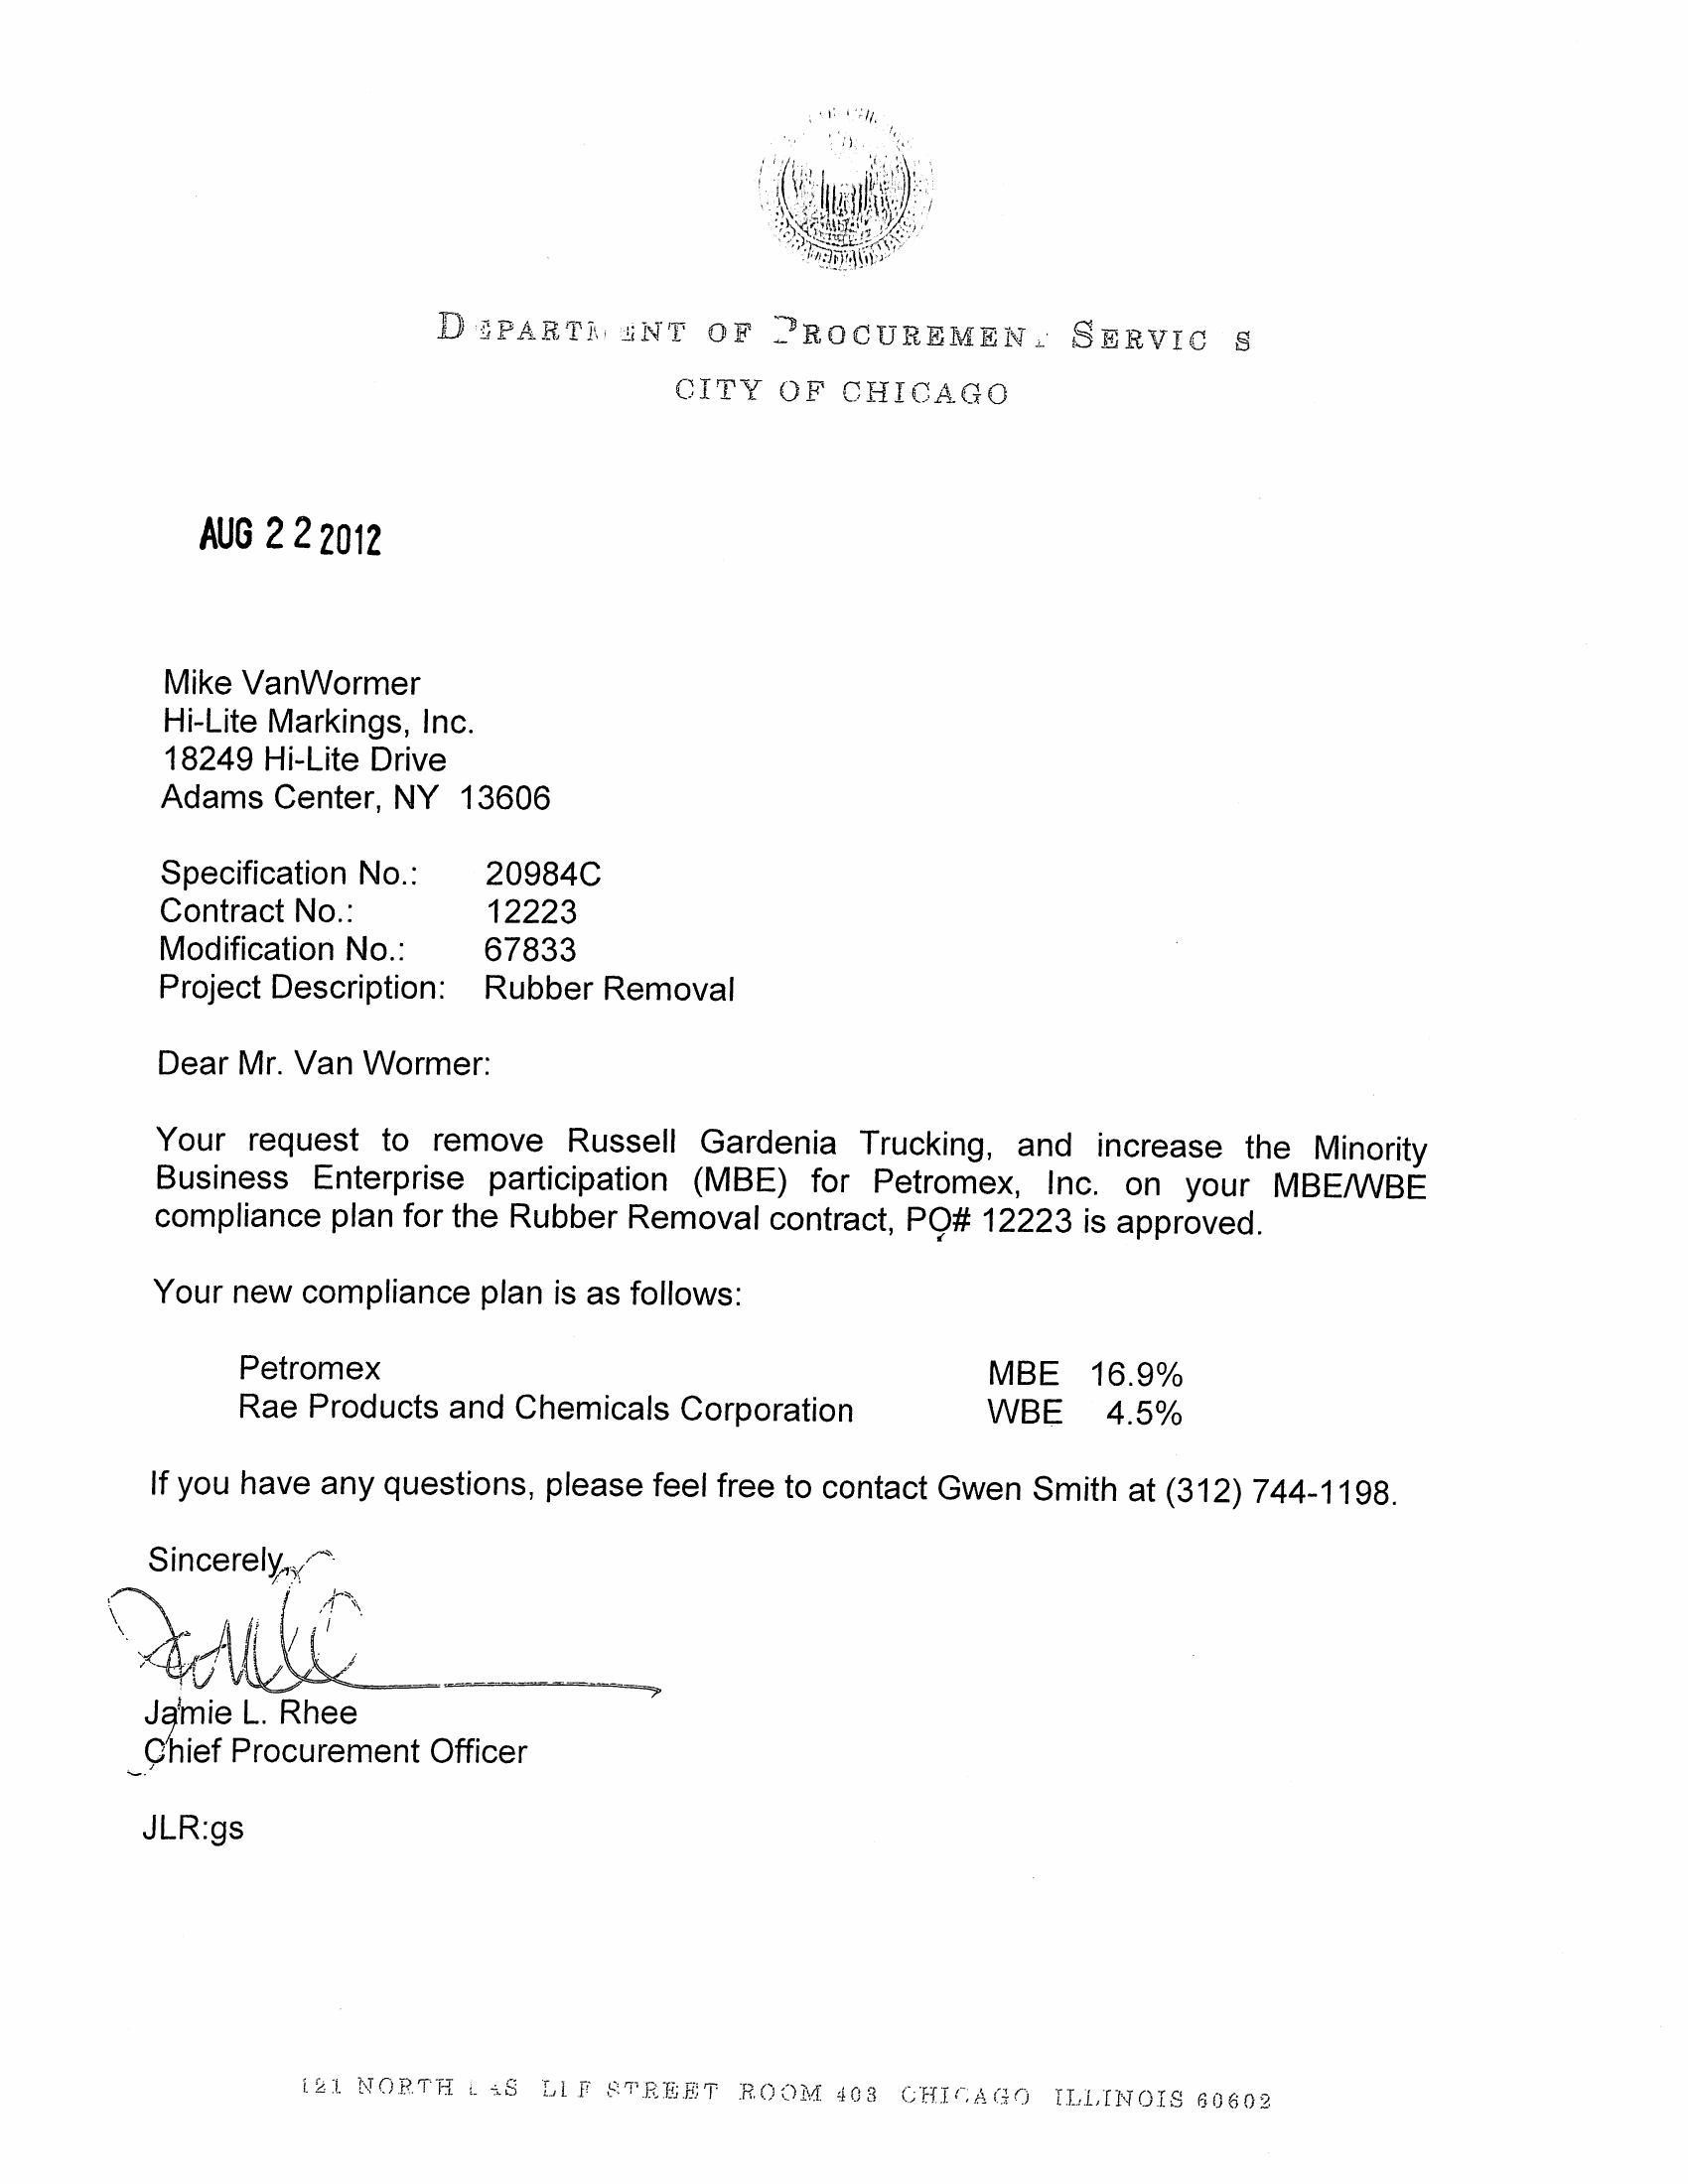 DEPARTMENT OF PROCUREMENT SERVICES
CITY OF CHICAGO
AUG 22 2012
Mike VanWormer
Hi-Lite Markings, Inc.
18249 Hi-Lite Drive
Adams Center, NY 13606
Specification No.: 20984C
Contract No.: 12223
Modification No.: 67833
Project Description: Rubber Removal
Dear Mr. Van Wormer:
Your request to remove Russell Gardenia Trucking, and increase the Minority
Business Enterprise participation (MBE) for Petromex, Inc. on your MBE/WBE
compliance plan for the Rubber Removal contract, PO# 12223 is approved.
Your new compliance plan is as follows:
Petromex MBE 16.9%
Rae Products and Chemicals Corporation WBE 4.5%
If you have any questions, please feel free to contact Gwen Smith at (312) 744-1198.
Sincerely,
Jamie L. Rhee
Chief Procurement Officer
JLR:gs
121 NORTH LASALLE STREET ROOM 403 CHICAGO ILLINOIS 60602